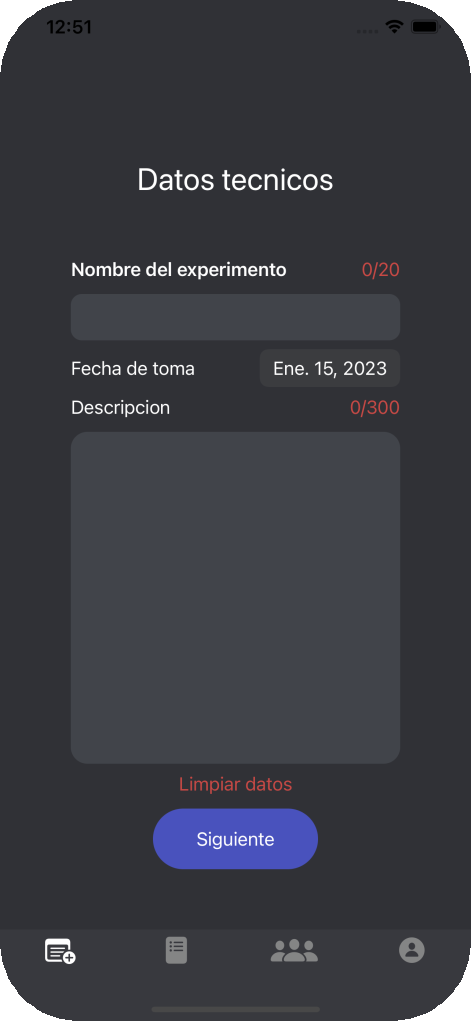 12:51
Datos tecnicos
Nombre del experimento 0/20
Fecha de toma Ene. 15, 2023
Descripcion 0/300
Limpiar datos
Siguiente